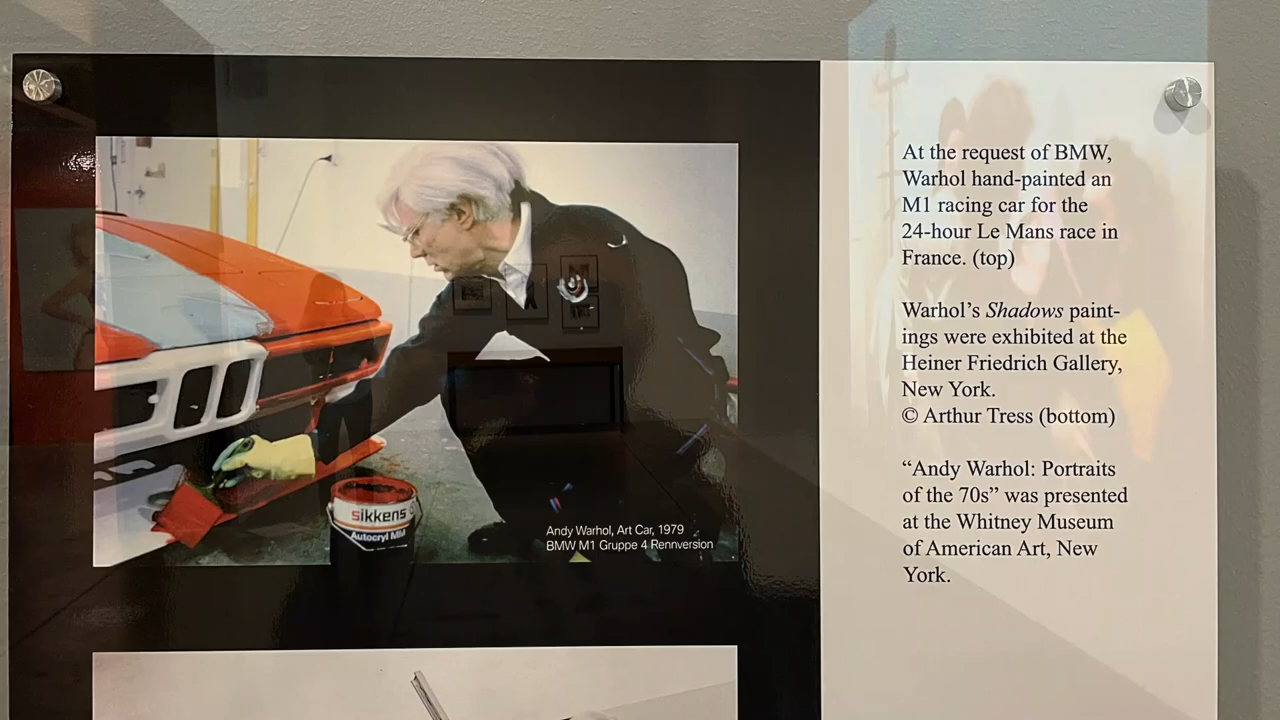 sikkens
Autocryl MM
Andy Warhol, Art Car, 1979
BMW M1 Gruppe 4 Rennversion
At the request of BMW,
Warhol hand-painted an
M1 racing car for the
24-hour Le Mans race in
France. (top)
Warhol’s Shadows paint-
ings were exhibited at the
Heiner Friedrich Gallery,
New York.
© Arthur Tress (bottom)
“Andy Warhol: Portraits
of the 70s” was presented
at the Whitney Museum
of American Art, New
York.